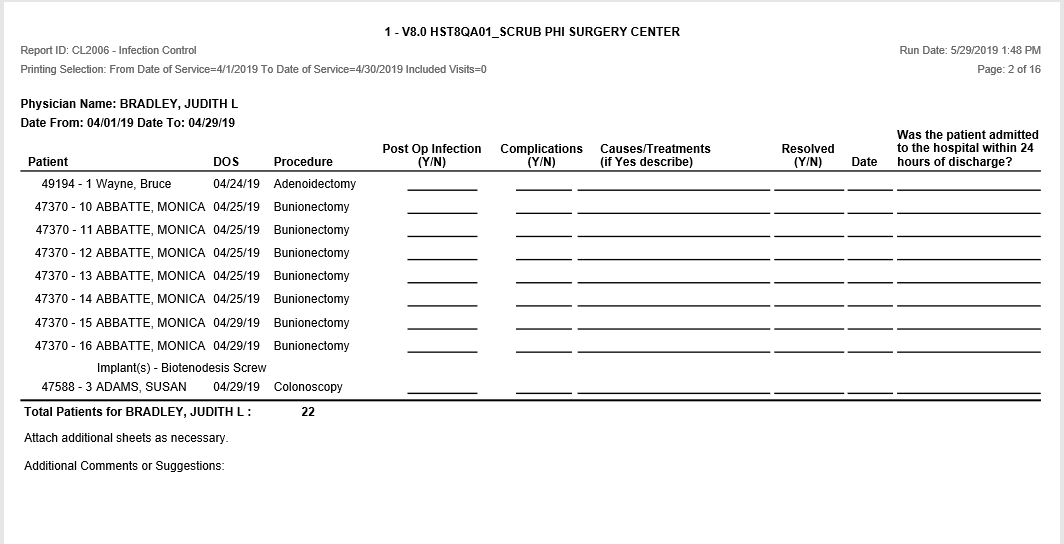 1 - V8.0 HST8QA01_SCRUB PHI SURGERY CENTER
Report ID: CL2006 - Infection Control Run Date: 5/29/2019 1:48 PM
Printing Selection: From Date of Service=4/1/2019 To Date of Service=4/30/2019 Included Visits=0 Page: 2 of 16
Physician Name: BRADLEY, JUDITH L
Date From: 04/01/19 Date To: 04/29/19
Was the patient admitted
Post Op Infection Complications Causes/Treatments Resolved to the hospital within 24
Patient DOS Procedure (Y/N) (Y/N) (if Yes describe) (Y/N) Date hours of discharge?
49194 - 1 Wayne, Bruce 04/24/19 Adenoidectomy
47370 - 10 ABBATTE, MONICA 04/25/19 Bunionectomy
47370 - 11 ABBATTE, MONICA 04/25/19 Bunionectomy
47370 - 12 ABBATTE, MONICA 04/25/19 Bunionectomy
47370 - 13 ABBATTE, MONICA 04/25/19 Bunionectomy
47370 - 14 ABBATTE, MONICA 04/25/19 Bunionectomy
47370 - 15 ABBATTE, MONICA 04/29/19 Bunionectomy
47370 - 16 ABBATTE, MONICA 04/29/19 Bunionectomy
Implant(s) - Biotenodesis Screw
47588 - 3 ADAMS, SUSAN 04/29/19 Colonoscopy
Total Patients for BRADLEY, JUDITH L : 22
Attach additional sheets as necessary.
Additional Comments or Suggestions: